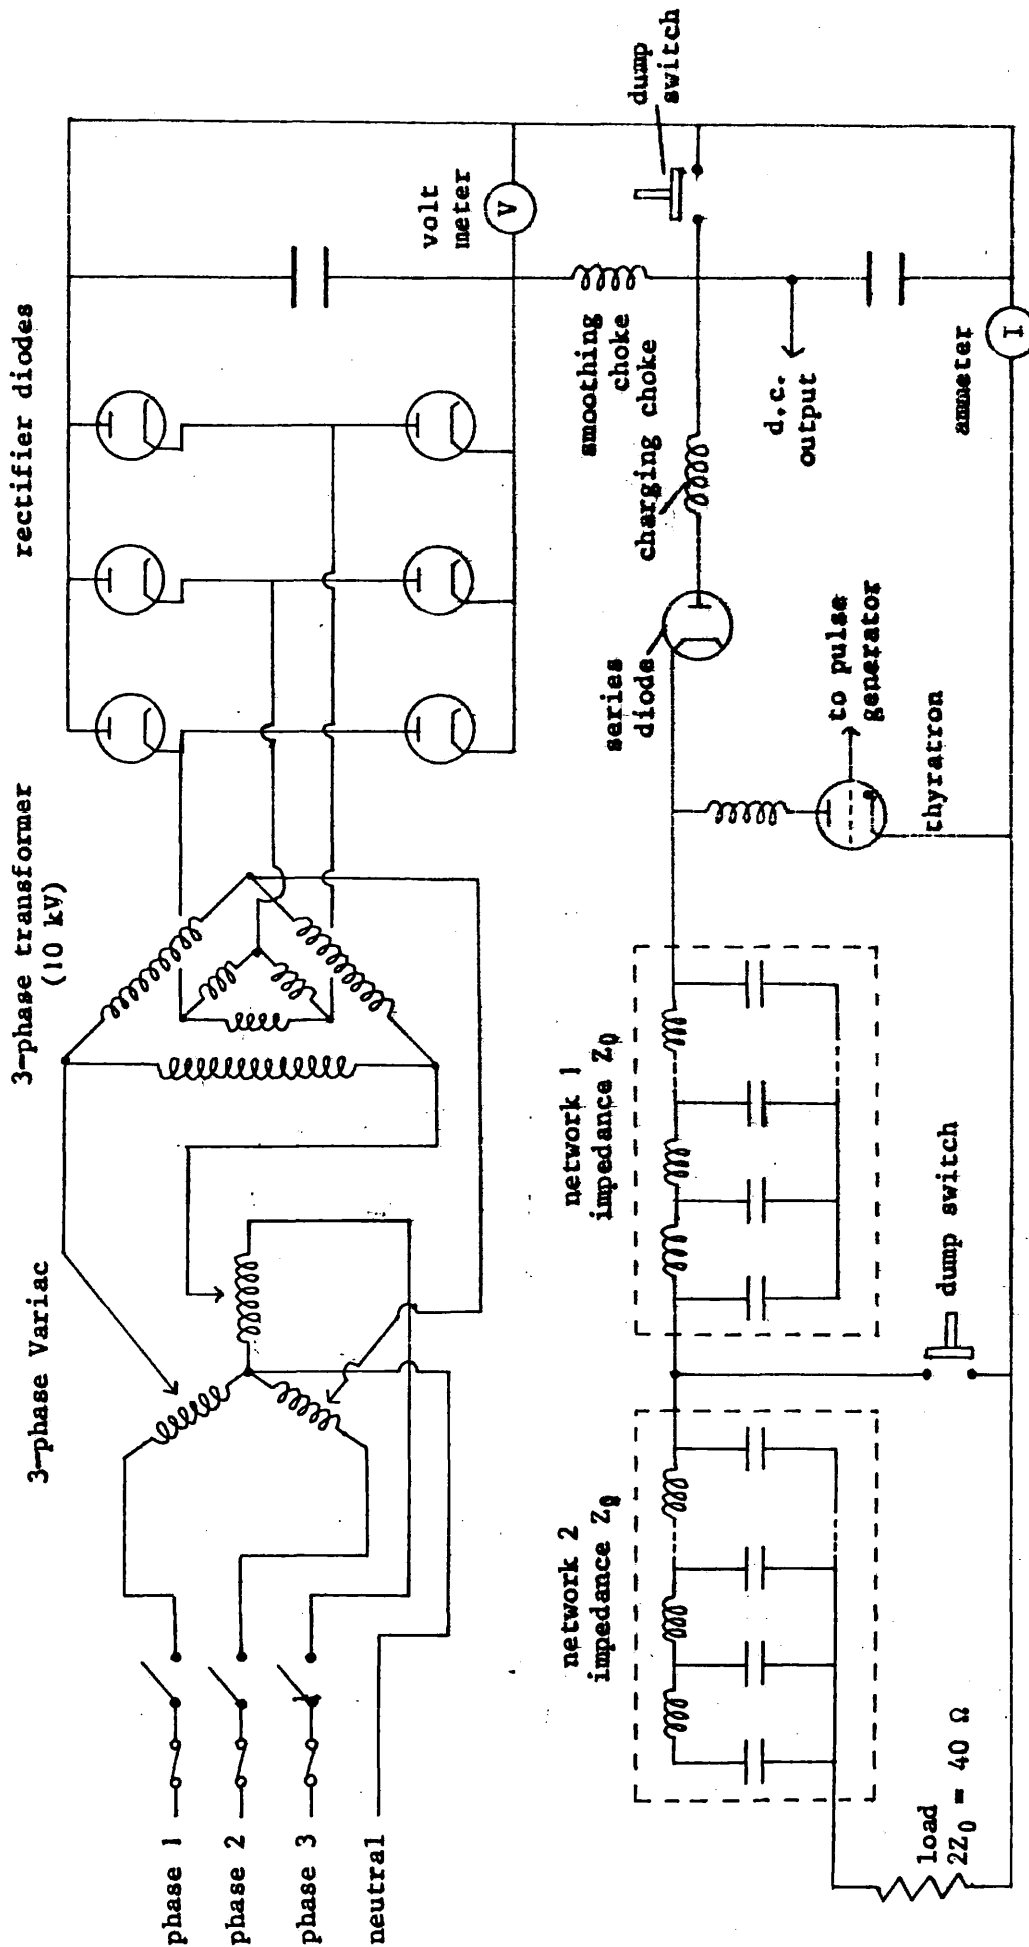 phase 1
phase 2
phase 3
neutral
3-phase Variac
3-phase transformer
(10 kV)
rectifier diodes
volt
meter
V
dump
switch
smoothing
choke
charging choke
d.c.
output
ammeter
I
series
diode
to pulse
generator
thyratron
network 1
impedance Z0
dump switch
network 2
impedance Z0
load
2Z0 = 40 Ω